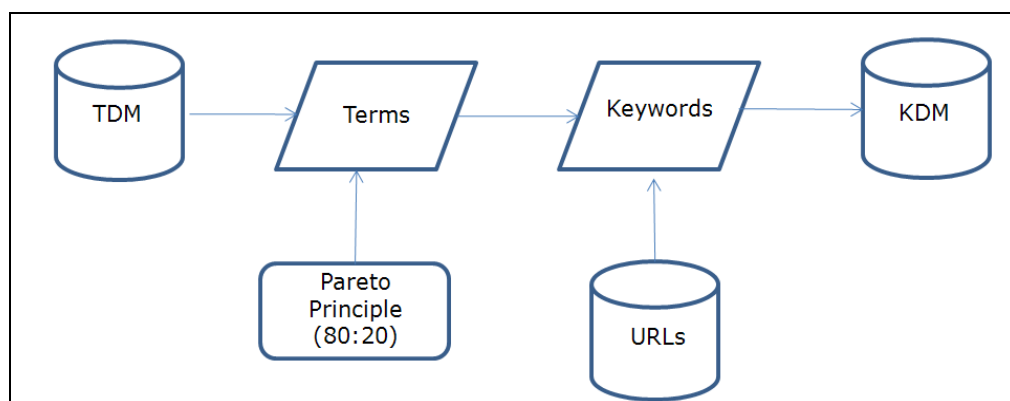 TDM
Terms
Keywords
KDM
Pareto
Principle
(80:20)
URLs